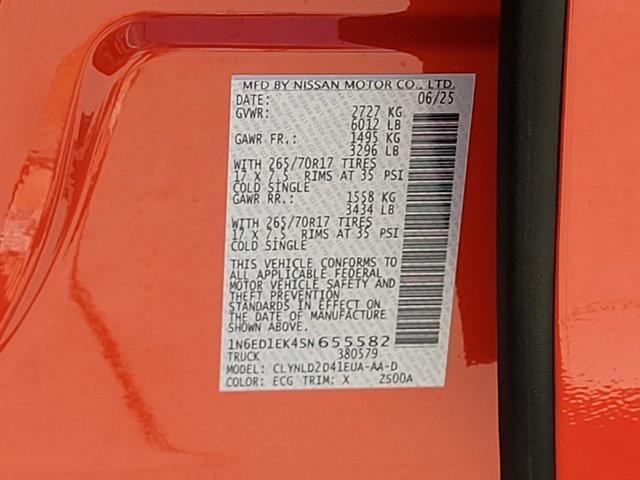 MFD BY NISSAN MOTOR CO., LTD.
DATE: 06/25
GVWR: 2727 KG
6012 LB
GAWR FR.: 1495 KG
3296 LB
WITH 265/70R17 TIRES
17 X 7.5 RIMS AT 35 PSI
COLD SINGLE
GAWR RR.: 1558 KG
3434 LB
WITH 265/70R17 TIRES
17 X 7.5 RIMS AT 35 PSI
COLD SINGLE
THIS VEHICLE CONFORMS TO
ALL APPLICABLE FEDERAL
MOTOR VEHICLE SAFETY AND
THEFT PREVENTION
STANDARDS IN EFFECT ON
THE DATE OF MANUFACTURE
SHOWN ABOVE.
1N6ED1EK4SN655582
TRUCK 380579
MODEL: CLYNLD2D41EUA-AA-D
COLOR: ECG TRIM: X ZS00A